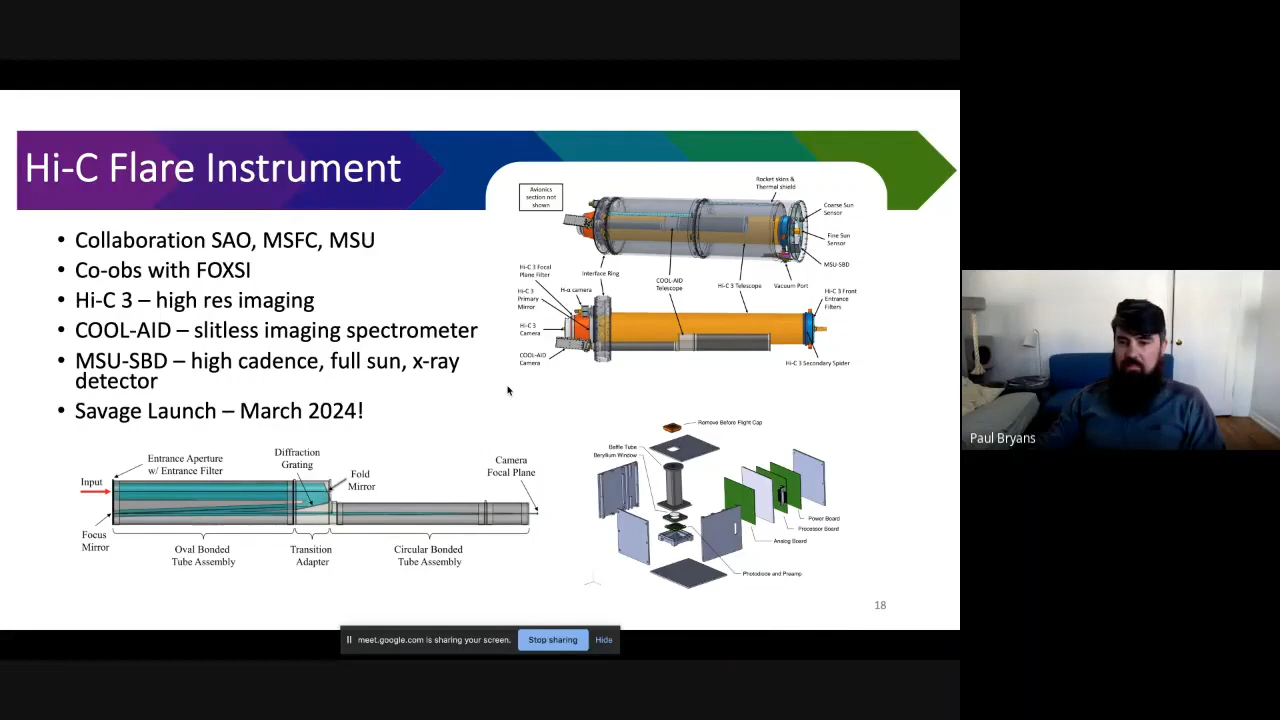 Hi-C Flare Instrument
• Collaboration SAO, MSFC, MSU
• Co-obs with FOXSI
• Hi-C 3 – high res imaging
• COOL-AID – slitless imaging spectrometer
• MSU-SBD – high cadence, full sun, x-ray
detector
• Savage Launch – March 2024!
Avionics
section not
shown
Rocket skins &
Thermal shield
Coarse Sun
Sensor
Fine Sun
Sensor
MSU-SBD
Vacuum Port
Hi-C 3 Telescope
COOL-AID
Telescope
Interface Ring
Hi-C 3 Focal
Plane Filter
Hi-C 3
Primary
Mirror
H-α camera
Hi-C 3
Camera
COOL-AID
Camera
Hi-C 3 Front
Entrance
Filters
Hi-C 3 Secondary Spider
Input
Entrance Aperture
w/ Entrance Filter
Diffraction
Grating
Fold
Mirror
Camera
Focal Plane
Focus
Mirror
Oval Bonded
Tube Assembly
Transition
Adapter
Circular Bonded
Tube Assembly
Remove Before Flight Cap
Baffle Tube
Beryllium Window
Power Board
Processor Board
Analog Board
Photodiode and Preamp
18
meet.google.com is sharing your screen.
Stop sharing
Hide
Paul Bryans